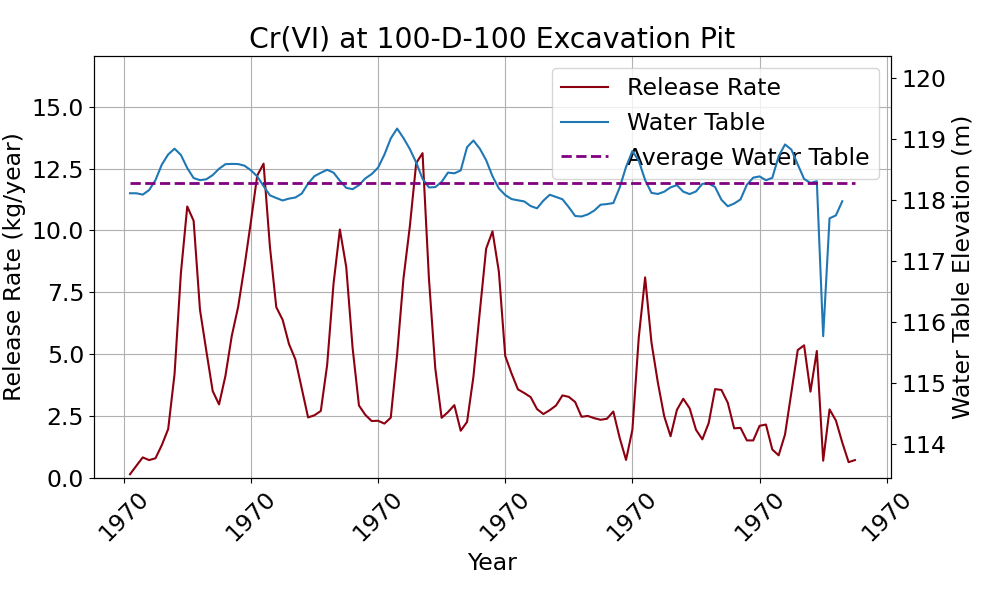 Cr(VI) at 100-D-100 Excavation Pit
Release Rate
Water Table
Average Water Table
Release Rate (kg/year)
15.0
12.5
10.0
7.5
5.0
2.5
0.0
Water Table Elevation (m)
120
119
118
117
116
115
114
1970 1970 1970 1970 1970 1970 1970
Year